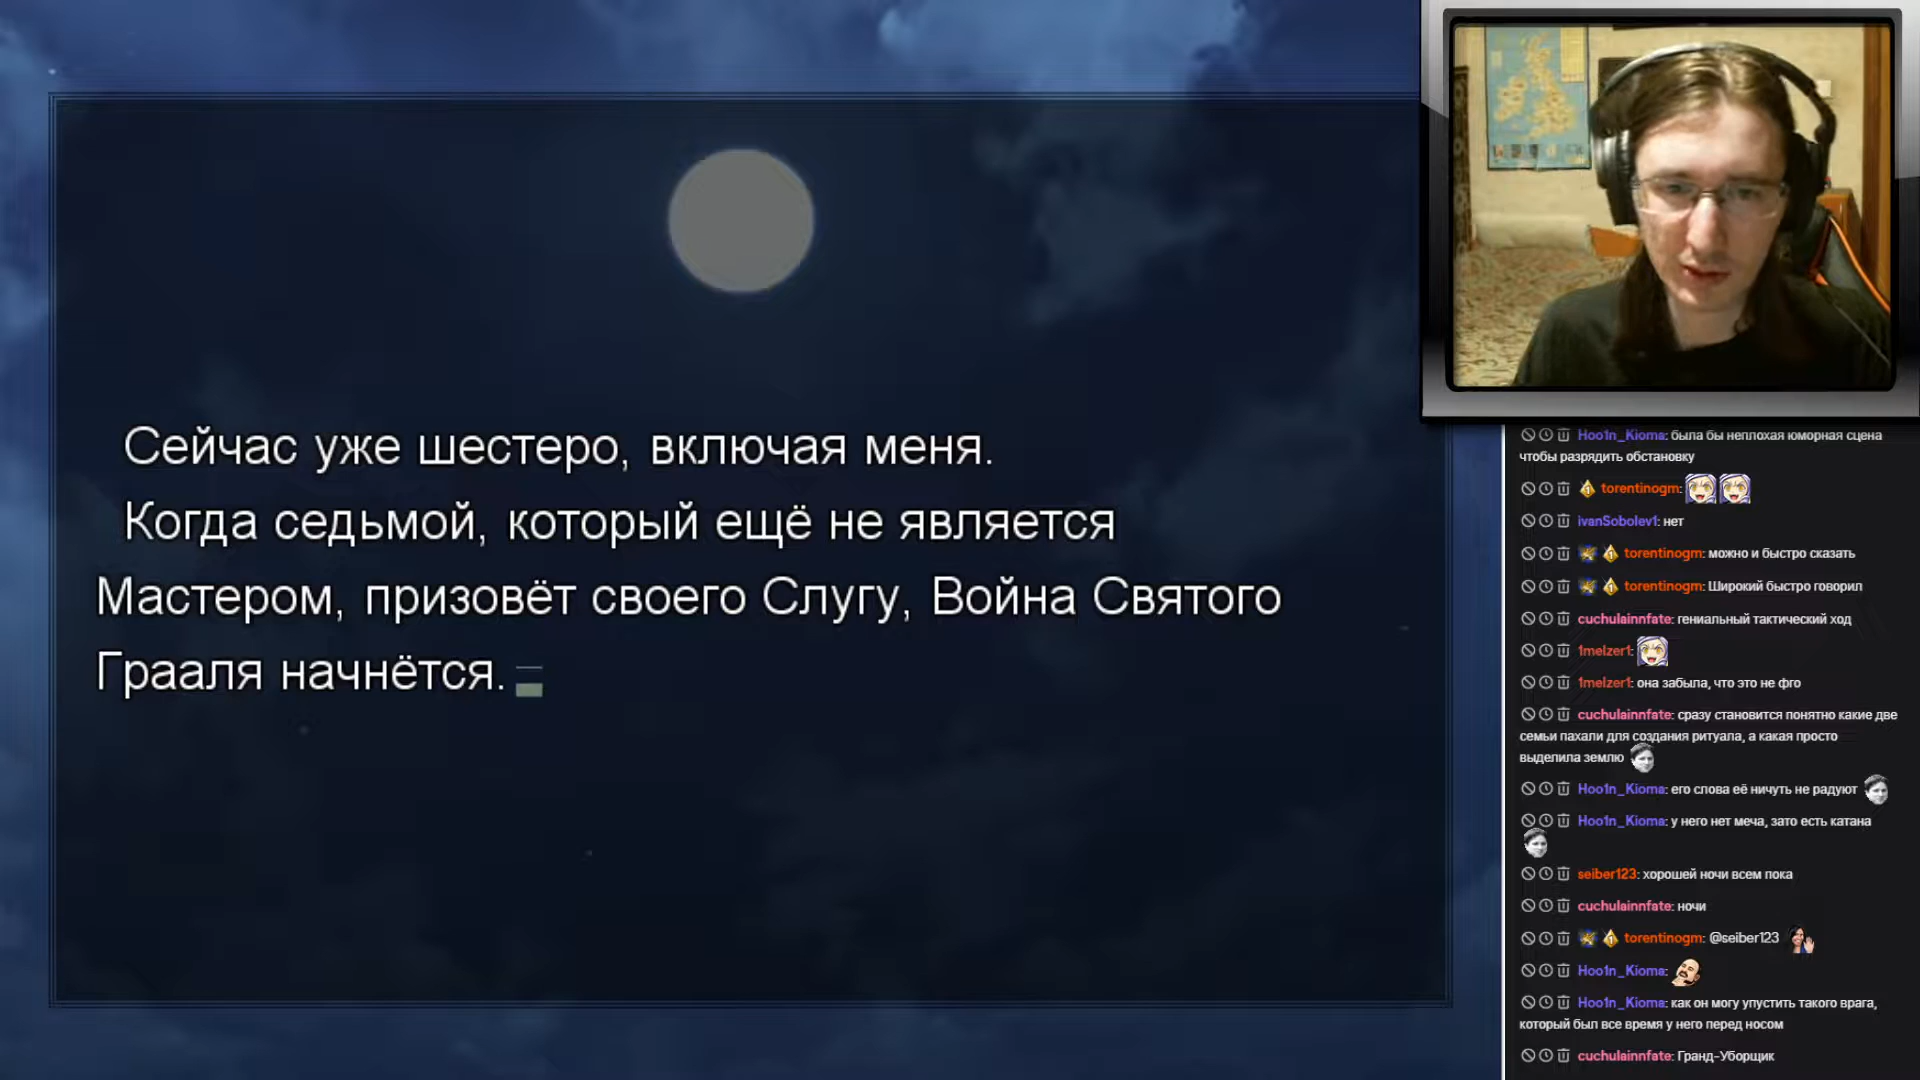 Сейчас уже шестеро, включая меня.
Когда седьмой, который ещё не является
Мастером, призовёт своего Слугу, Война Святого
Грааля начнётся.
Hoo1n_Kioma: была бы неплохая юморная сцена
чтобы разрядить обстановку
torentinogm:
ivanSobolev1: нет
torentinogm: можно и быстро сказать
torentinogm: Широкий быстро говорил
cuchulainnfate: гениальный тактический ход
1melzer1:
1melzer1: она забыла, что это не фго
cuchulainnfate: сразу становится понятно какие две
семьи пахали для создания ритуала, а какая просто
выделила землю
Hoo1n_Kioma: его слова её ничуть не радуют
Hoo1n_Kioma: у него нет меча, зато есть катана
seiber123: хорошей ночи всем пока
cuchulainnfate: ночи
torentinogm: @seiber123
Hoo1n_Kioma:
Hoo1n_Kioma: как он могу упустить такого врага,
который был все время у него перед носом
cuchulainnfate: Гранд-Уборщик